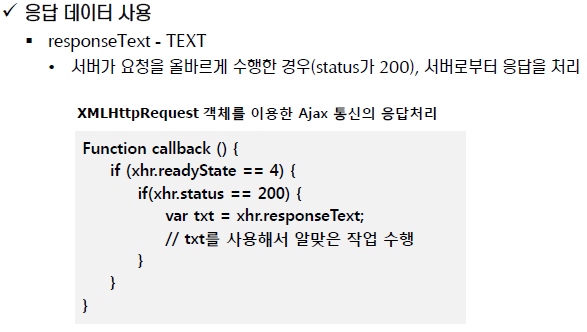 ✓ 응답 데이터 사용
▪ responseText - TEXT
• 서버가 요청을 올바르게 수행한 경우(status가 200), 서버로부터 응답을 처리
XMLHttpRequest 객체를 이용한 Ajax 통신의 응답처리
Function callback () {
if (xhr.readyState == 4) {
if(xhr.status == 200) {
var txt = xhr.responseText;
// txt를 사용해서 알맞은 작업 수행
}
}
}